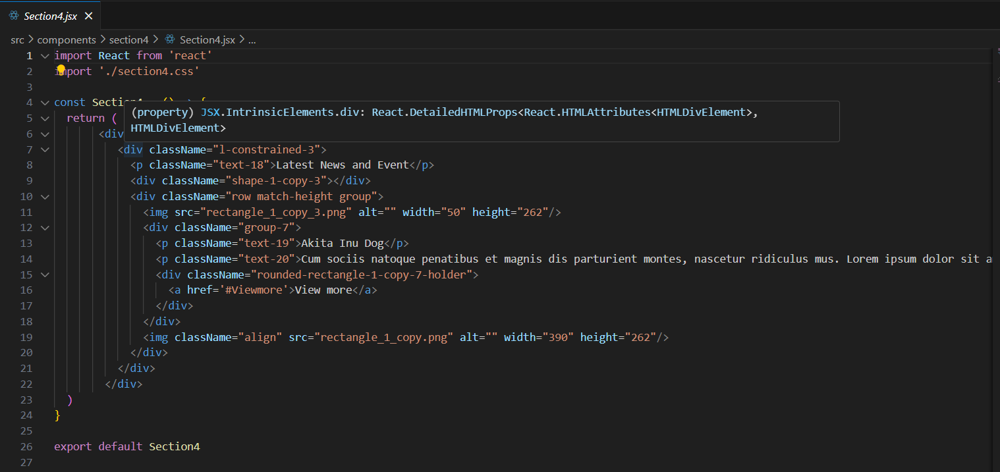 Section4.jsx
src > components > section4 > Section4.jsx > ...
1 import React from 'react'
2 import './section4.css'
3
4 const Section4 = () => {
(property) JSX.IntrinsicElements.div: React.DetailedHTMLProps<React.HTMLAttributes<HTMLDivElement>,
HTMLDivElement>
5 return (
6 <div
7 <div className="l-constrained-3">
8 <p className="text-18">Latest News and Event</p>
9 <div className="shape-1-copy-3"></div>
10 <div className="row match-height group">
11 <img src="rectangle_1_copy_3.png" alt="" width="50" height="262"/>
12 <div className="group-7">
13 <p className="text-19">Akita Inu Dog</p>
14 <p className="text-20">Cum sociis natoque penatibus et magnis dis parturient montes, nascetur ridiculus mus. Lorem ipsum dolor sit a
15 <div className="rounded-rectangle-1-copy-7-holder">
16 <a href='#Viewmore'>View more</a>
17 </div>
18 </div>
19 <img className="align" src="rectangle_1_copy.png" alt="" width="390" height="262"/>
20 </div>
21 </div>
22 </div>
23 )
24 }
25
26 export default Section4
27